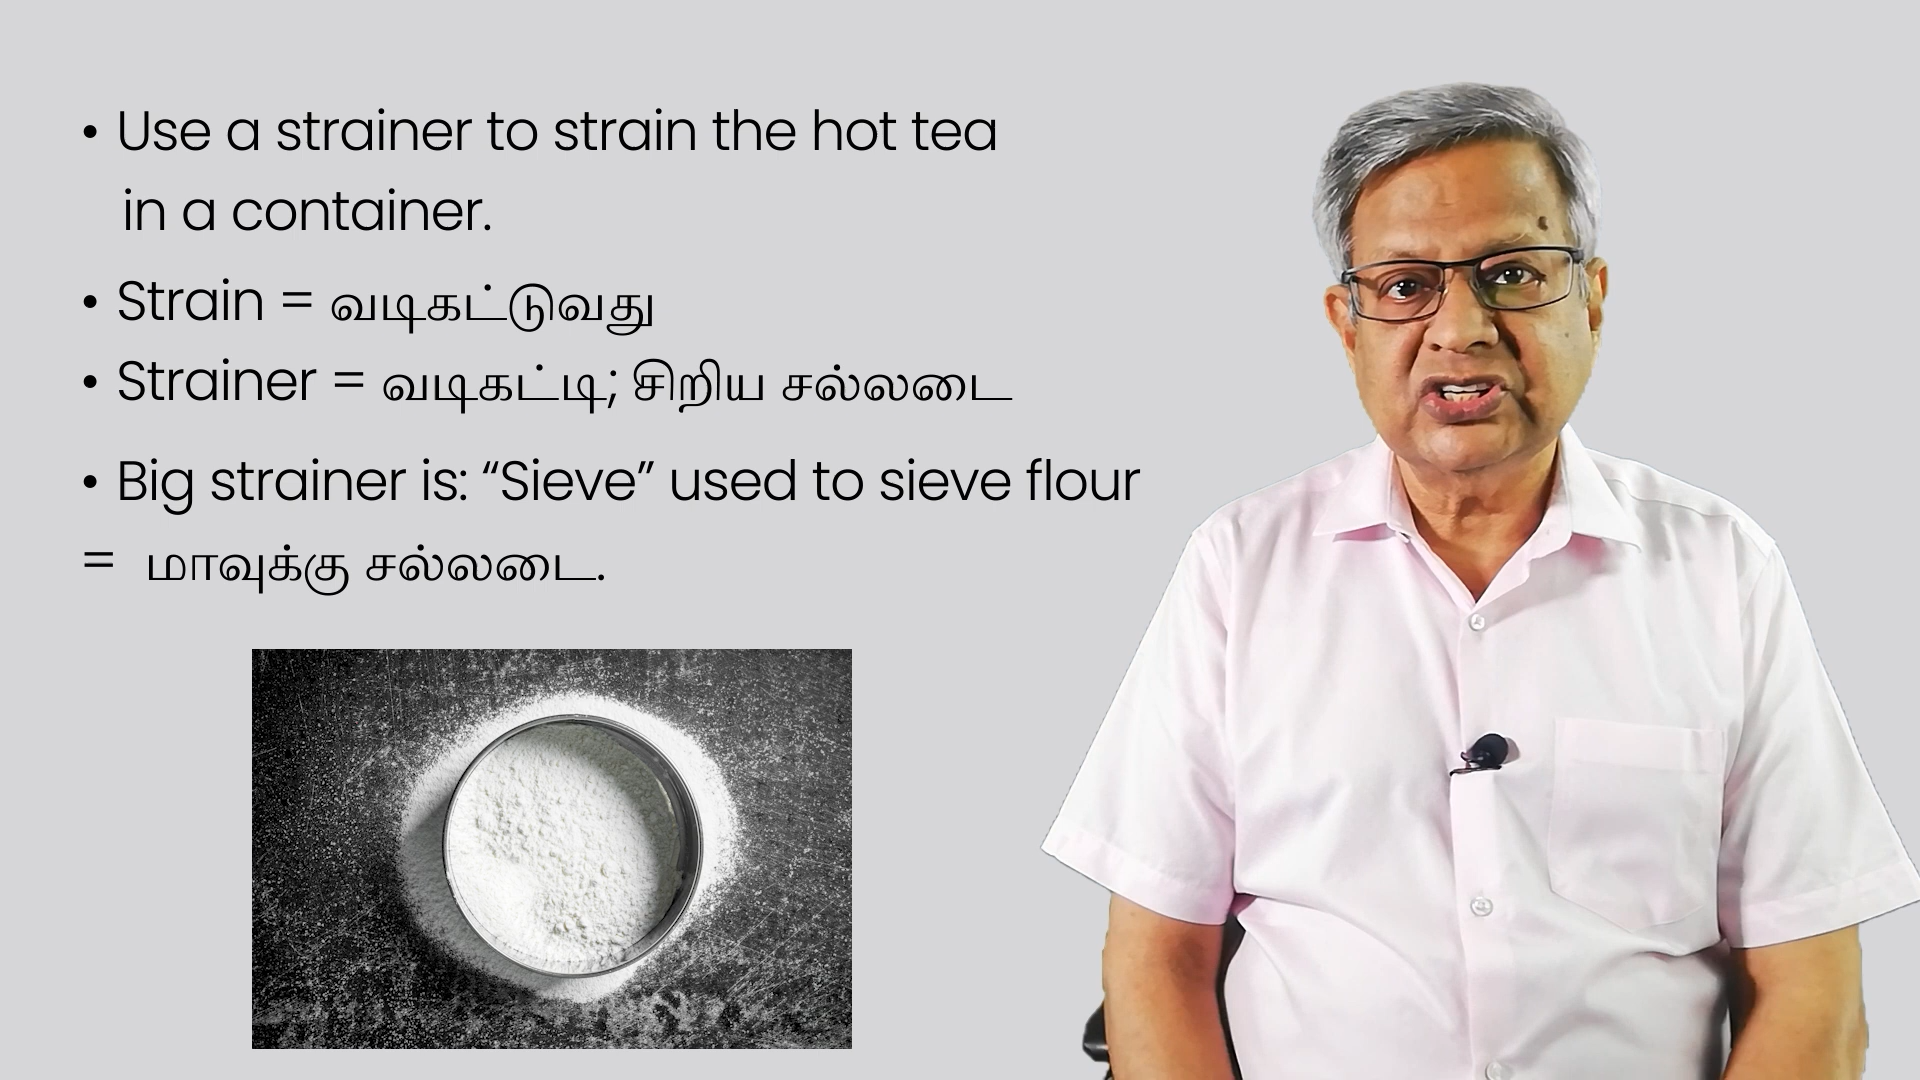 • Use a strainer to strain the hot tea
in a container.
• Strain = வடிகட்டுவது
• Strainer = வடிகட்டி; சிறிய சல்லடை
• Big strainer is: “Sieve” used to sieve flour
= மாவுக்கு சல்லடை.